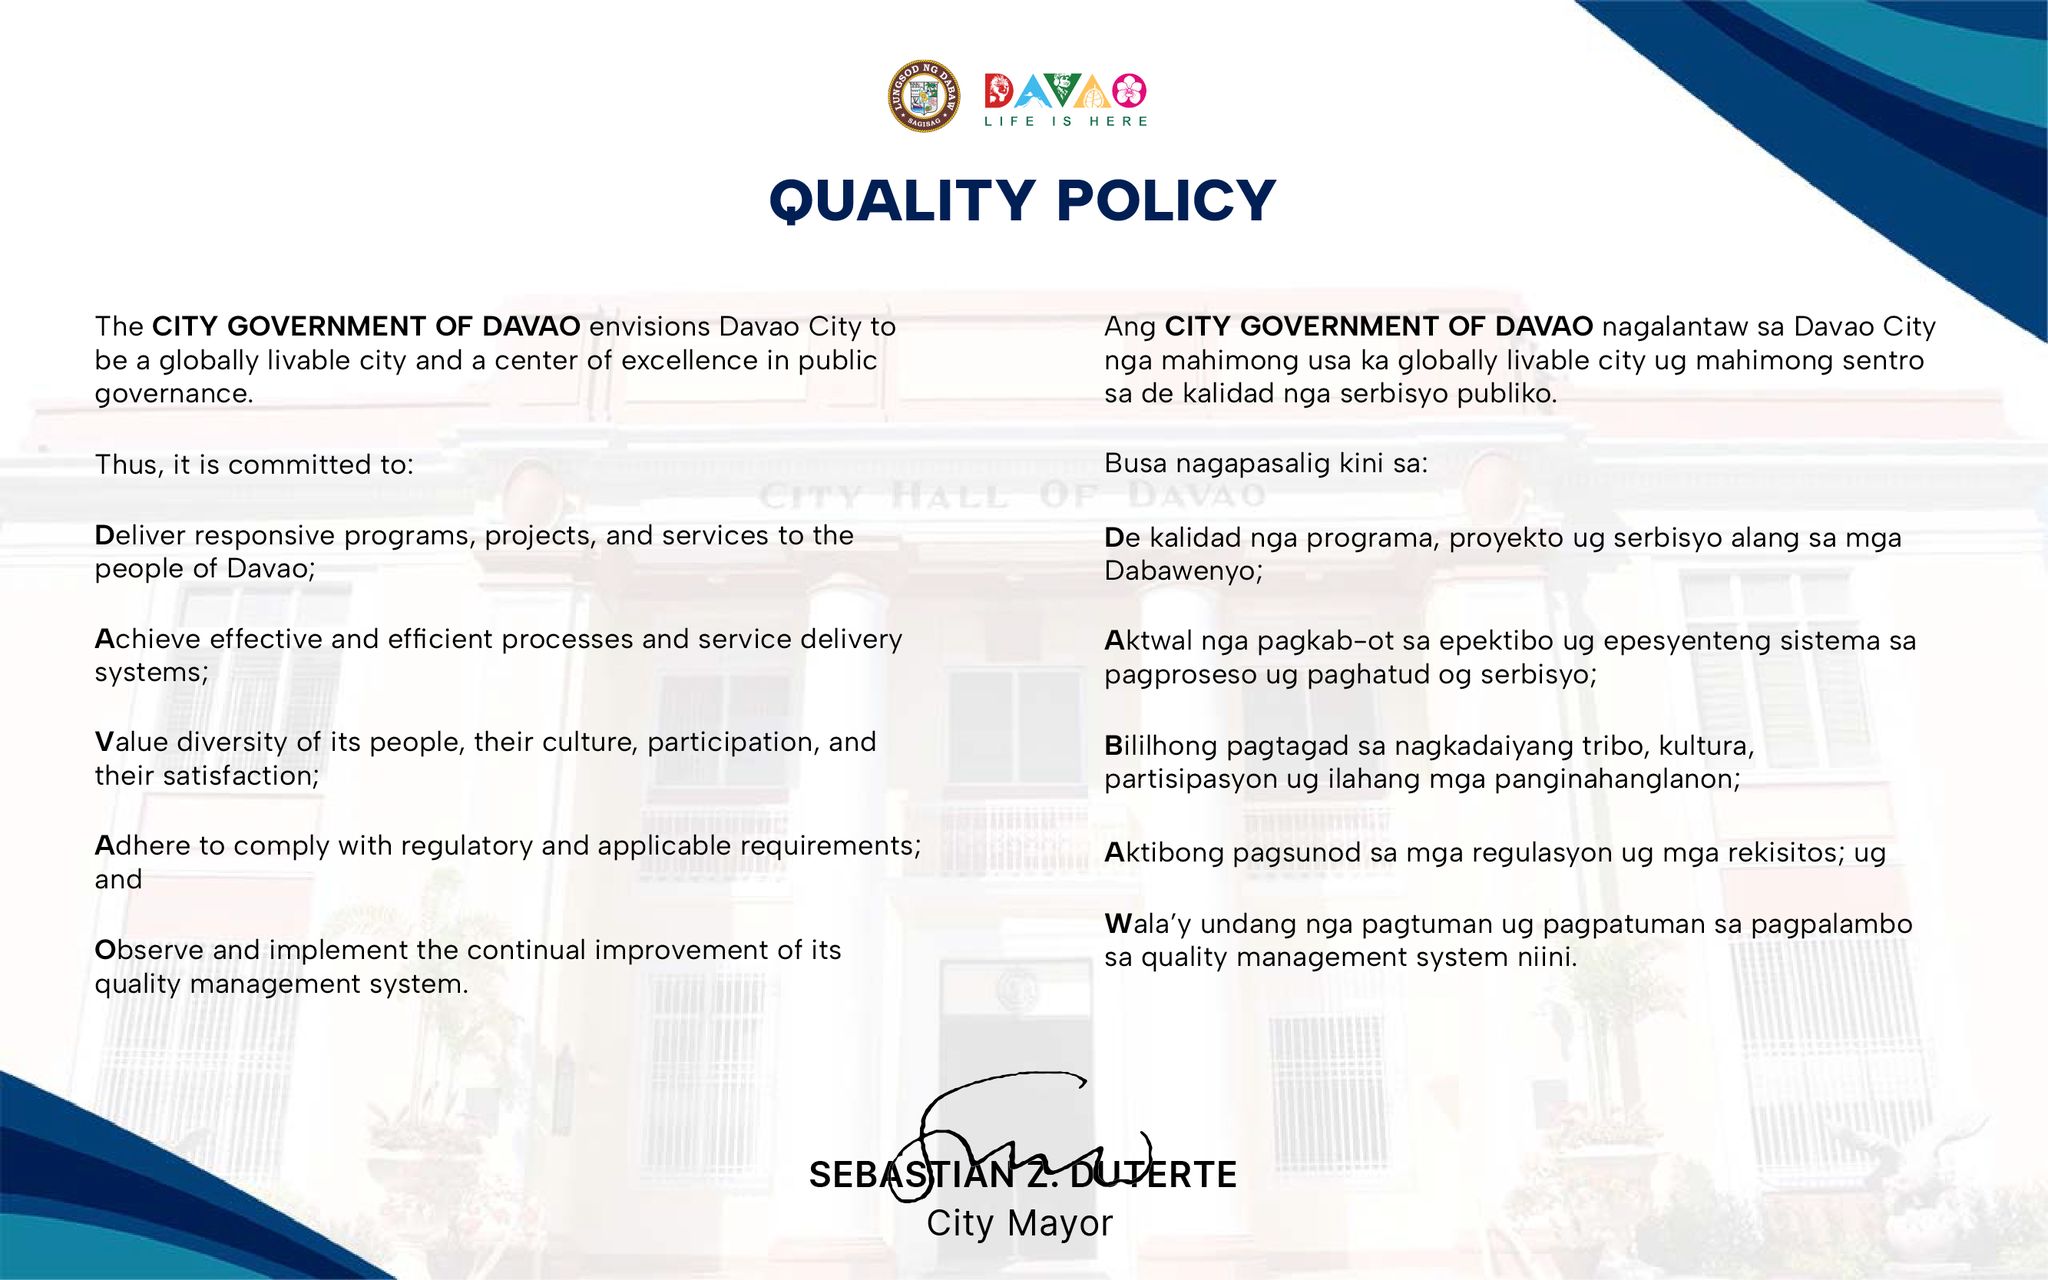 LUNGSOD NG DABAW
SAGISAG
DAVAO
LIFE IS HERE
QUALITY POLICY
The CITY GOVERNMENT OF DAVAO envisions Davao City to
be a globally livable city and a center of excellence in public
governance.
Thus, it is committed to:
Deliver responsive programs, projects, and services to the
people of Davao;
Achieve effective and efficient processes and service delivery
systems;
Value diversity of its people, their culture, participation, and
their satisfaction;
Adhere to comply with regulatory and applicable requirements;
and
Observe and implement the continual improvement of its
quality management system.
Ang CITY GOVERNMENT OF DAVAO nagalantaw sa Davao City
nga mahimong usa ka globally livable city ug mahimong sentro
sa de kalidad nga serbisyo publiko.
Busa nagapasalig kini sa:
De kalidad nga programa, proyekto ug serbisyo alang sa mga
Dabawenyo;
Aktwal nga pagkab-ot sa epektibo ug epesyenteng sistema sa
pagproseso ug paghatud og serbisyo;
Bililhong pagtagad sa nagkadaiyang tribo, kultura,
partisipasyon ug ilahang mga panginahanglanon;
Aktibong pagsunod sa mga regulasyon ug mga rekisitos; ug
Wala’y undang nga pagtuman ug pagpatuman sa pagpalambo
sa quality management system niini.
CITY HALL OF DAVAO
SEBASTIAN Z. DUTERTE
City Mayor